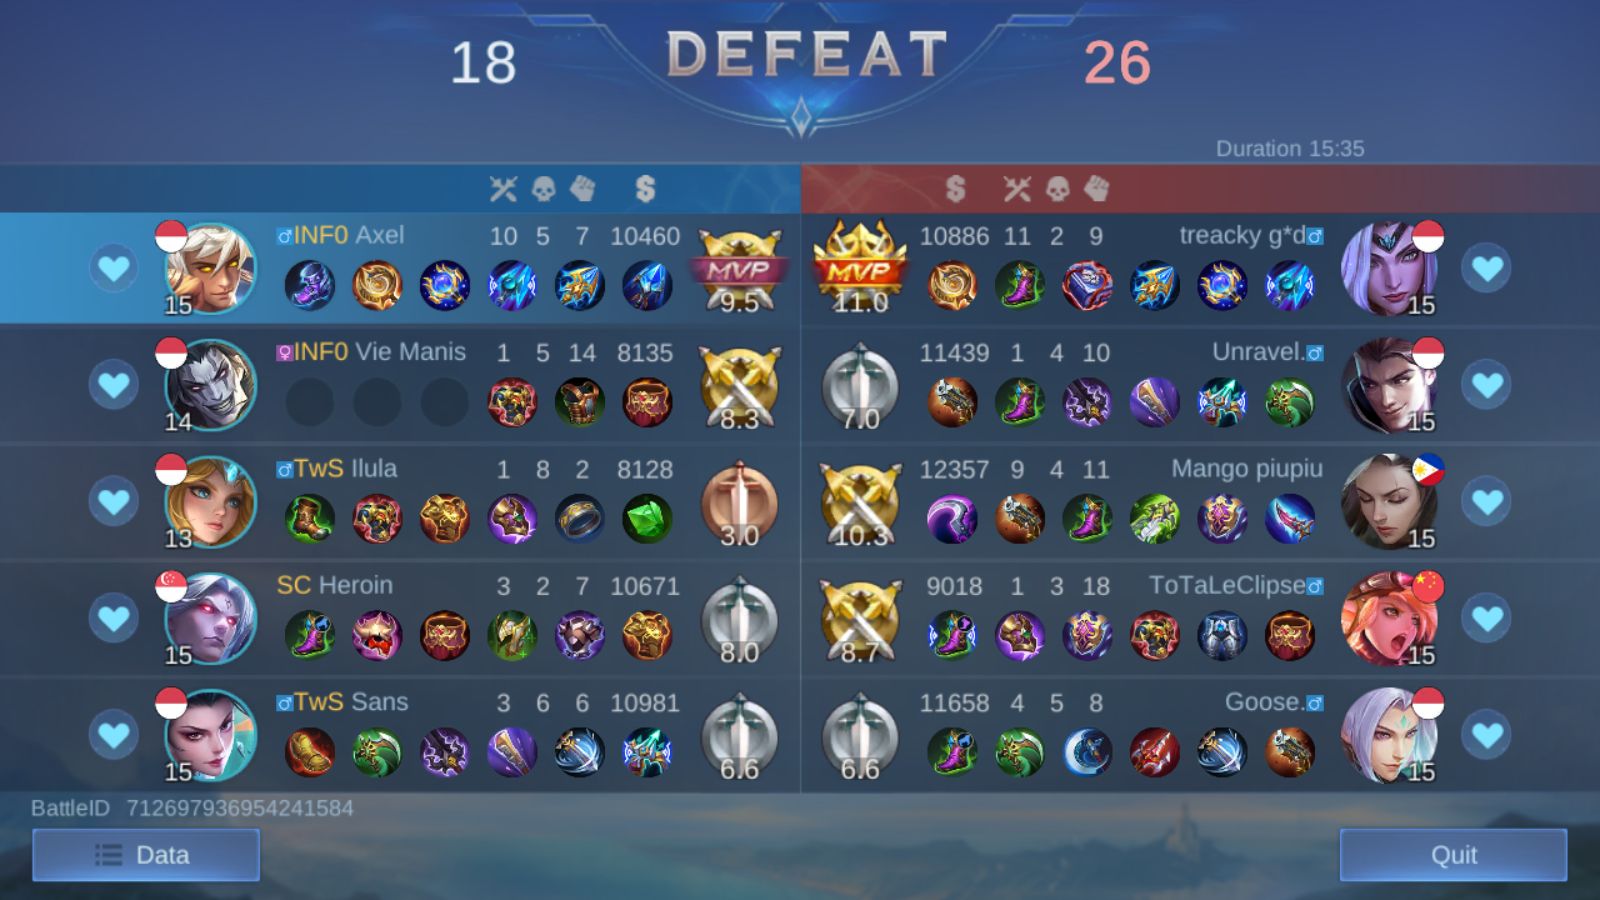 18 DEFEAT 26
Duration 15:35
INF0 Axel 10 5 7 10460 MVP 9.5
15
MVP 11.0 10886 11 2 9 treacky g*d
15
INF0 Vie Manis 1 5 14 8135 8.3
14
7.0 11439 1 4 10 Unravel.
15
TwS Ilula 1 8 2 8128 3.0
13
10.3 12357 9 4 11 Mango piupiu
15
SC Heroin 3 2 7 10671 8.0
15
8.7 9018 1 3 18 ToTaLeClipse
15
TwS Sans 3 6 6 10981 6.6
15
6.6 11658 4 5 8 Goose.
15
BattleID 712697936954241584
Data
Quit